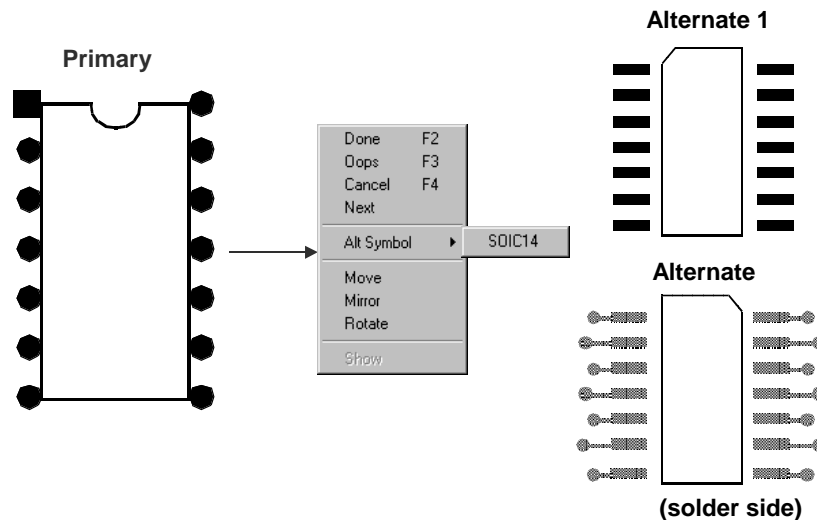 Primary
Done F2
Oops F3
Cancel F4
Next
Alt Symbol SOIC14
Move
Mirror
Rotate
Show
Alternate 1
Alternate
(solder side)